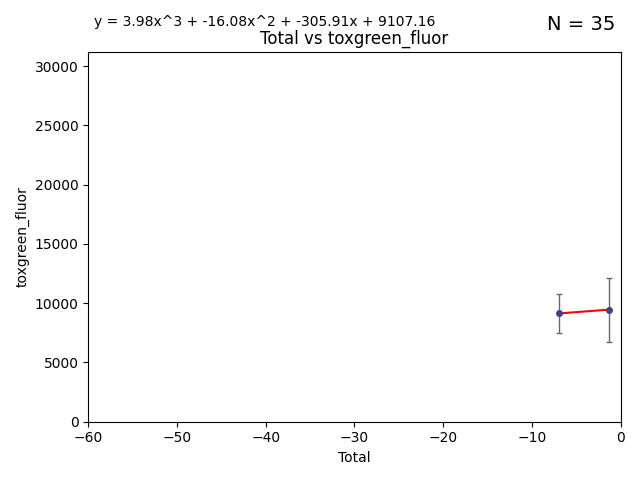 y = 3.98x^3 + -16.08x^2 + -305.91x + 9107.16
N = 35
Total vs toxgreen_fluor
30000
25000
20000
15000
10000
5000
0
toxgreen_fluor
−60
−50
−40
−30
−20
−10
0
Total